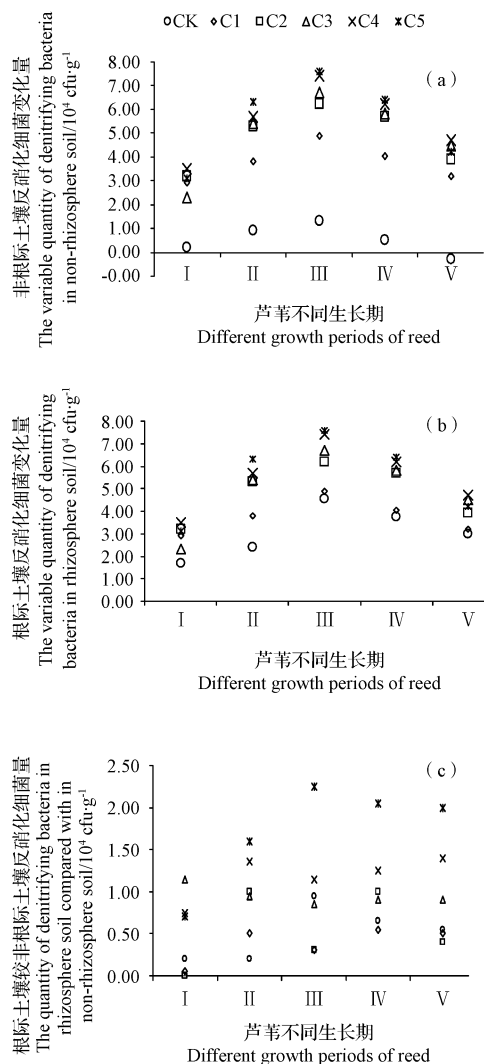 CK C1 C2 C3 C4 C5
(a)
非根际土壤反硝化细菌变化量
The variable quantity of denitrifying bacteria
in non-rhizosphere soil/10⁴ cfu·g⁻¹
8.00
7.00
6.00
5.00
4.00
3.00
2.00
1.00
0.00
-0.00
I II III IV V
芦苇不同生长期
Different growth periods of reed
(b)
根际土壤反硝化细菌变化量
The variable quantity of denitrifying
bacteria in rhizosphere soil/10⁴ cfu·g⁻¹
8.00
7.00
6.00
5.00
4.00
3.00
2.00
1.00
0.00
I II III IV V
芦苇不同生长期
Different growth periods of reed
(c)
根际土壤较非根际土壤反硝化细菌量
The quantity of denitrifying bacteria in
rhizosphere soil compared with in
non-rhizosphere soil/10⁴ cfu·g⁻¹
2.50
2.00
1.50
1.00
0.50
0.00
I II III IV V
芦苇不同生长期
Different growth periods of reed